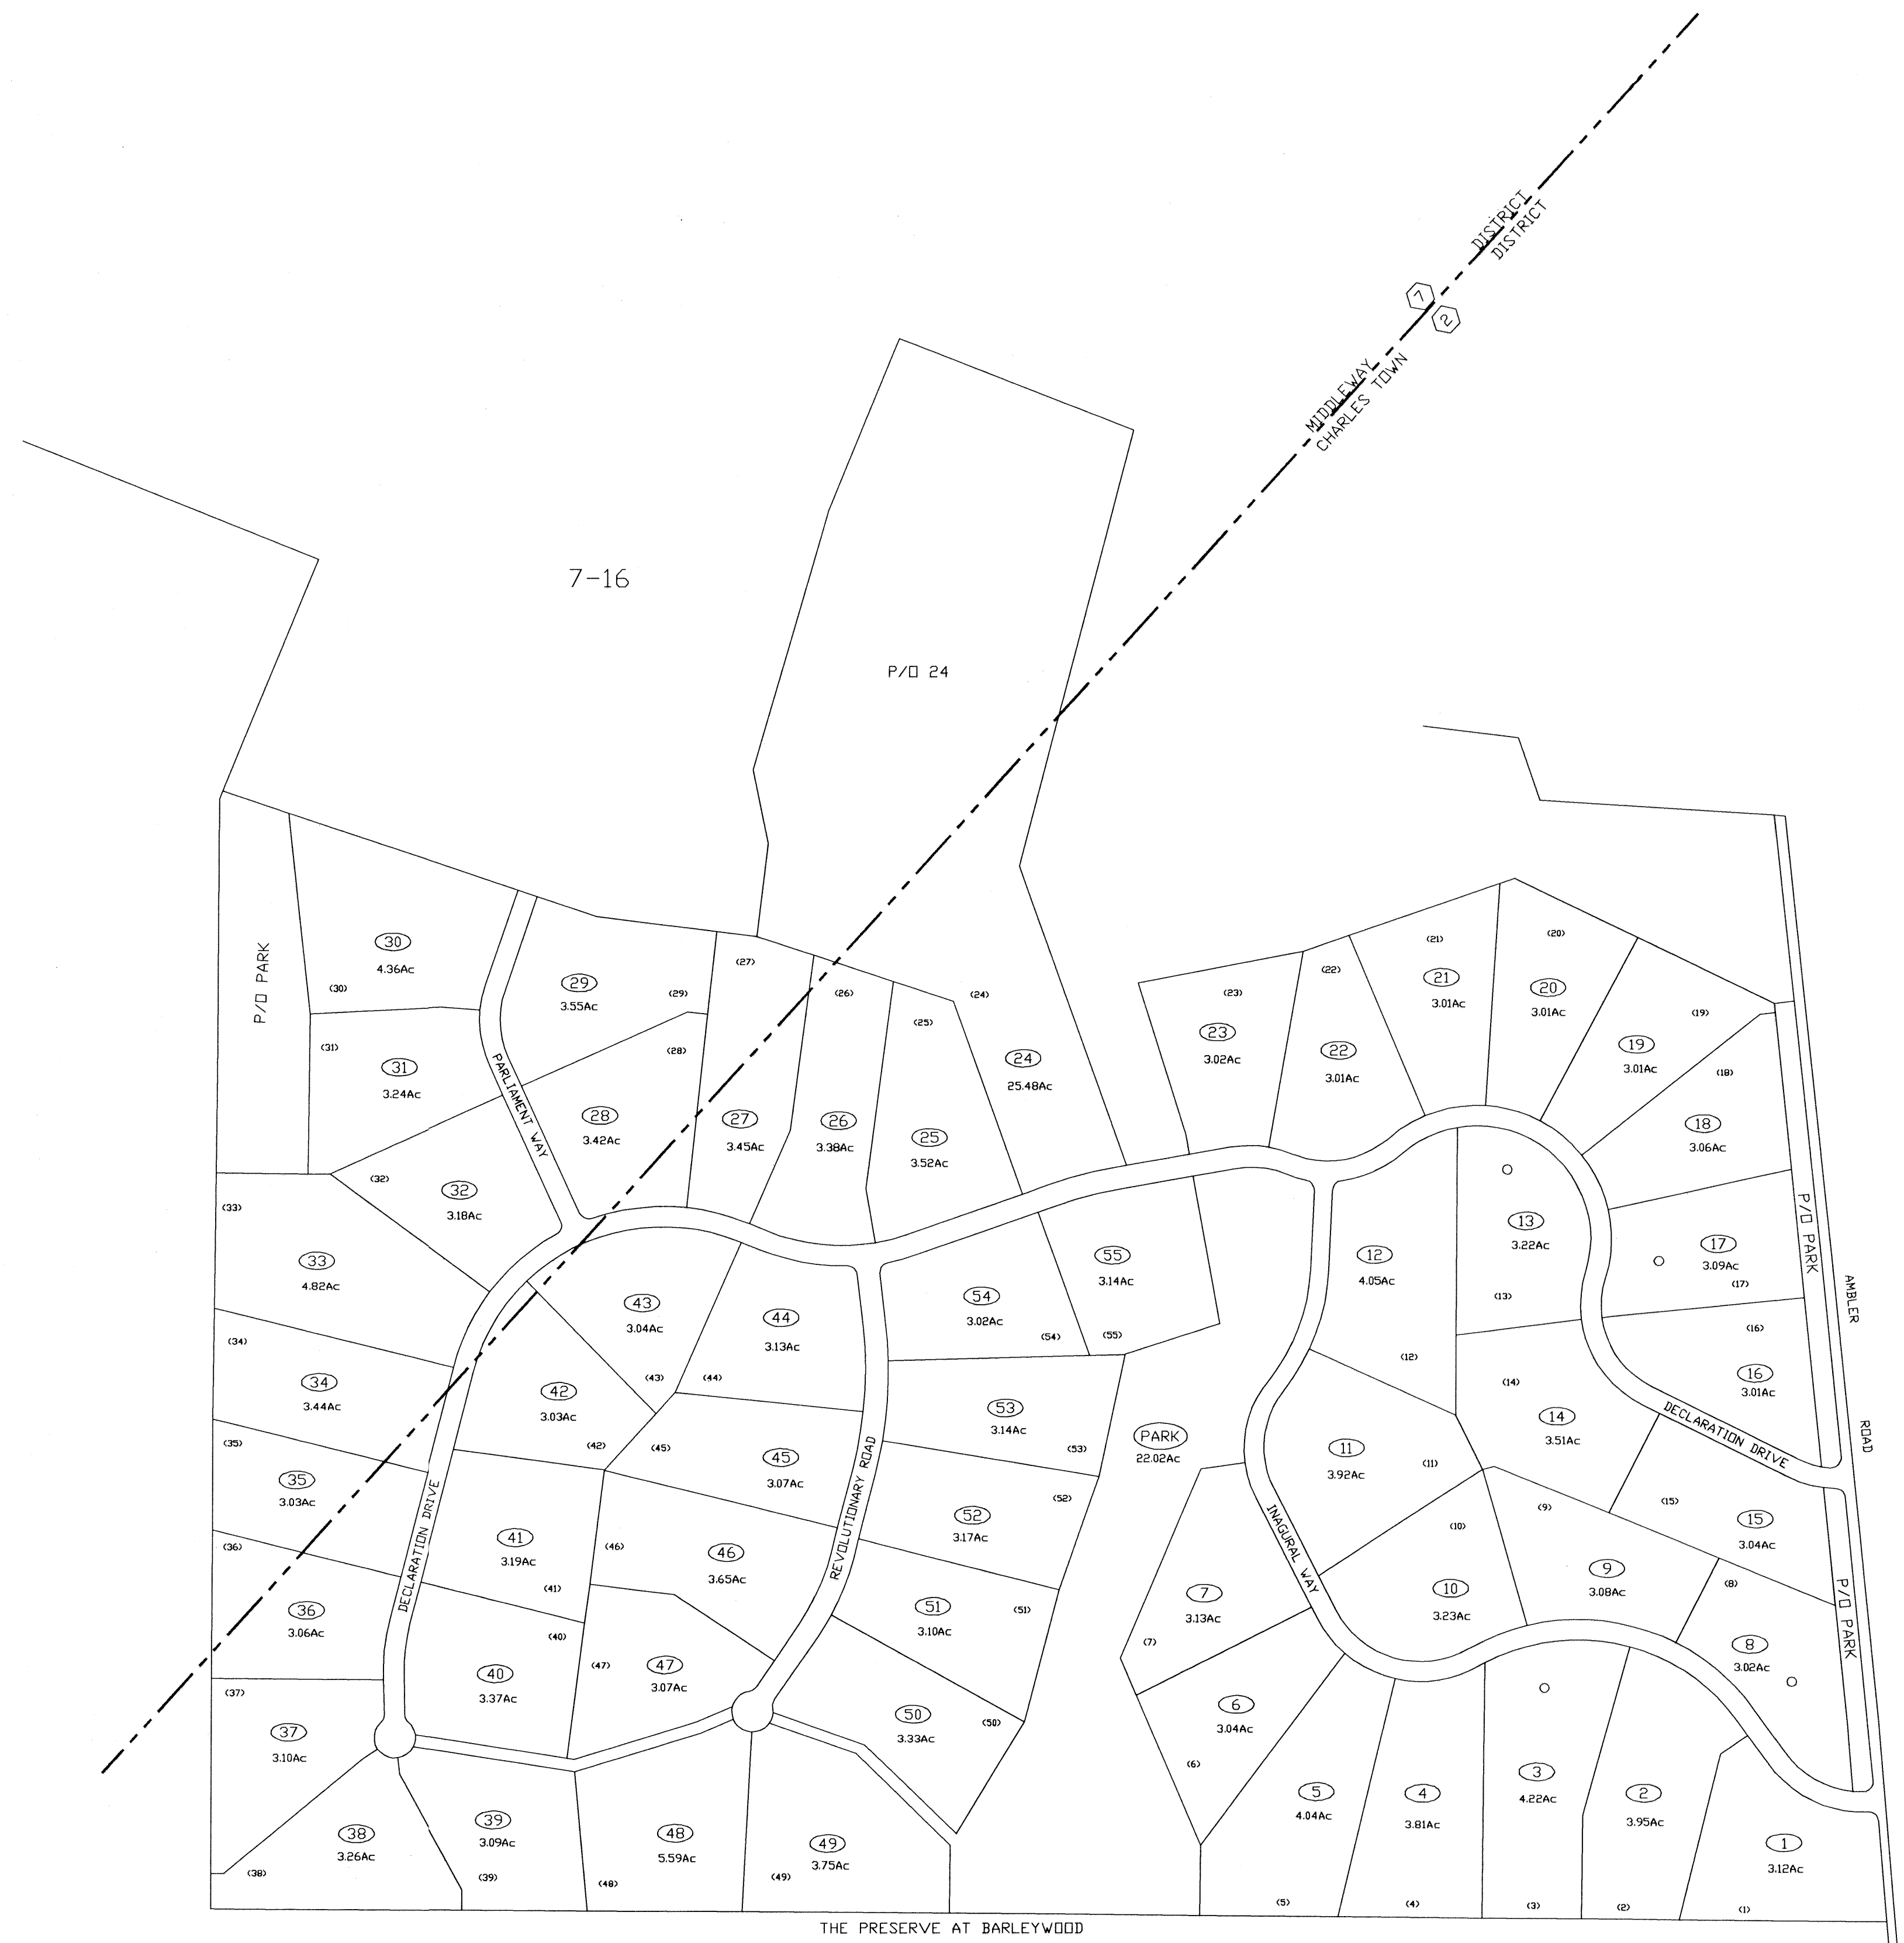 DISTRICT
DISTRICT
7
2
MIDDLEWAY
CHARLES TOWN
7-16
P/O 24
P/O PARK
30
4.36Ac
(30)
29
3.55Ac
(29)
(27)
(26)
(25)
(24)
(31)
31
3.24Ac
PARLIAMENT WAY
(28)
28
3.42Ac
27
3.45Ac
26
3.38Ac
25
3.52Ac
24
25.48Ac
(23)
23
3.02Ac
(22)
22
3.01Ac
(21)
21
3.01Ac
(20)
20
3.01Ac
(19)
19
3.01Ac
(18)
18
3.06Ac
(32)
32
3.18Ac
(33)
33
4.82Ac
43
3.04Ac
(43)
44
3.13Ac
(44)
54
3.02Ac
(54)
55
3.14Ac
(55)
12
4.05Ac
(12)
13
3.22Ac
(13)
17
3.09Ac
(17)
P/O PARK
AMBLER
ROAD
(34)
34
3.44Ac
42
3.03Ac
(42)
(45)
45
3.07Ac
REVOLUTIONARY ROAD
53
3.14Ac
(53)
PARK
22.02Ac
11
3.92Ac
(11)
(14)
14
3.51Ac
(16)
16
3.01Ac
DECLARATION DRIVE
(35)
35
3.03Ac
DECLARATION DRIVE
41
3.19Ac
(41)
(46)
46
3.65Ac
(52)
52
3.17Ac
INAGURAL WAY
(10)
10
3.23Ac
(9)
9
3.08Ac
(15)
15
3.04Ac
(36)
36
3.06Ac
(40)
40
3.37Ac
(47)
47
3.07Ac
51
3.10Ac
(51)
7
3.13Ac
(7)
(8)
8
3.02Ac
P/O PARK
(37)
37
3.10Ac
50
3.33Ac
(50)
6
3.04Ac
(6)
38
3.26Ac
(38)
39
3.09Ac
(39)
48
5.59Ac
(48)
49
3.75Ac
(49)
5
4.04Ac
(5)
4
3.81Ac
(4)
3
4.22Ac
(3)
2
3.95Ac
(2)
1
3.12Ac
(1)
THE PRESERVE AT BARLEYWOOD